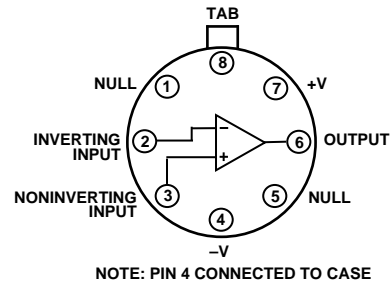 TAB
8
NULL
1
7
+V
INVERTING
INPUT
2
−
+
6
OUTPUT
NONINVERTING
INPUT
3
5
NULL
4
–V
NOTE: PIN 4 CONNECTED TO CASE